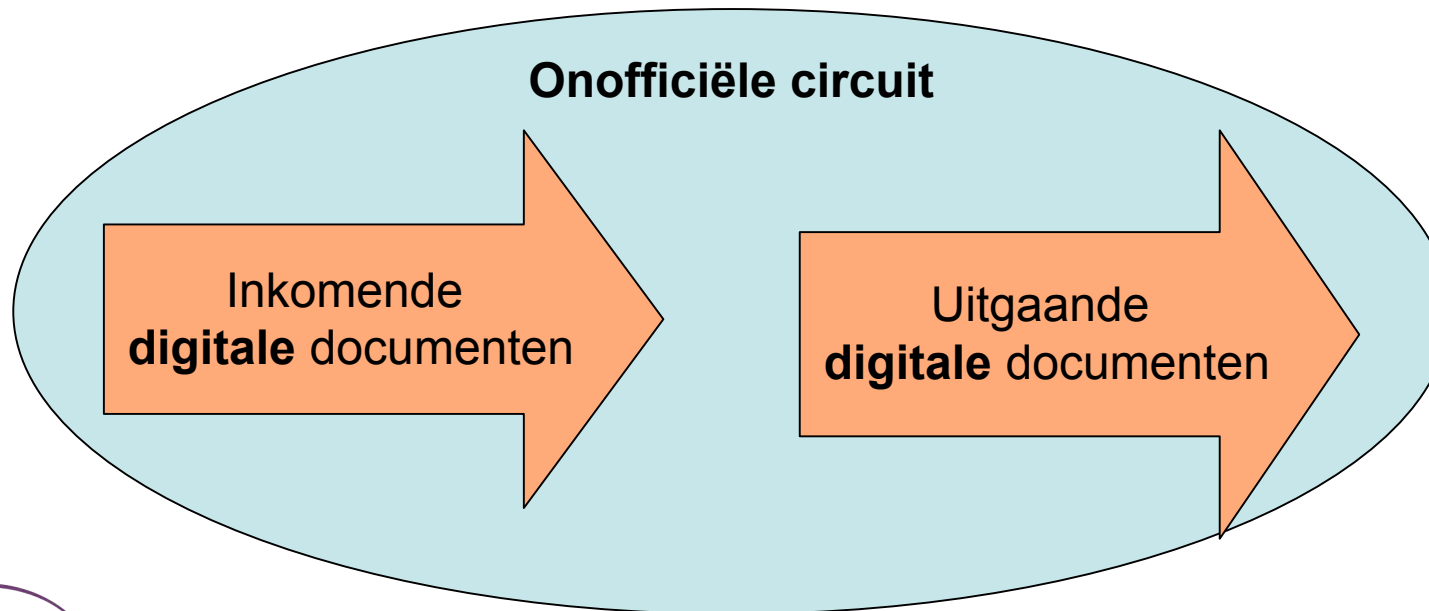 Onofficiële circuit
Inkomende
digitale documenten
Uitgaande
digitale documenten